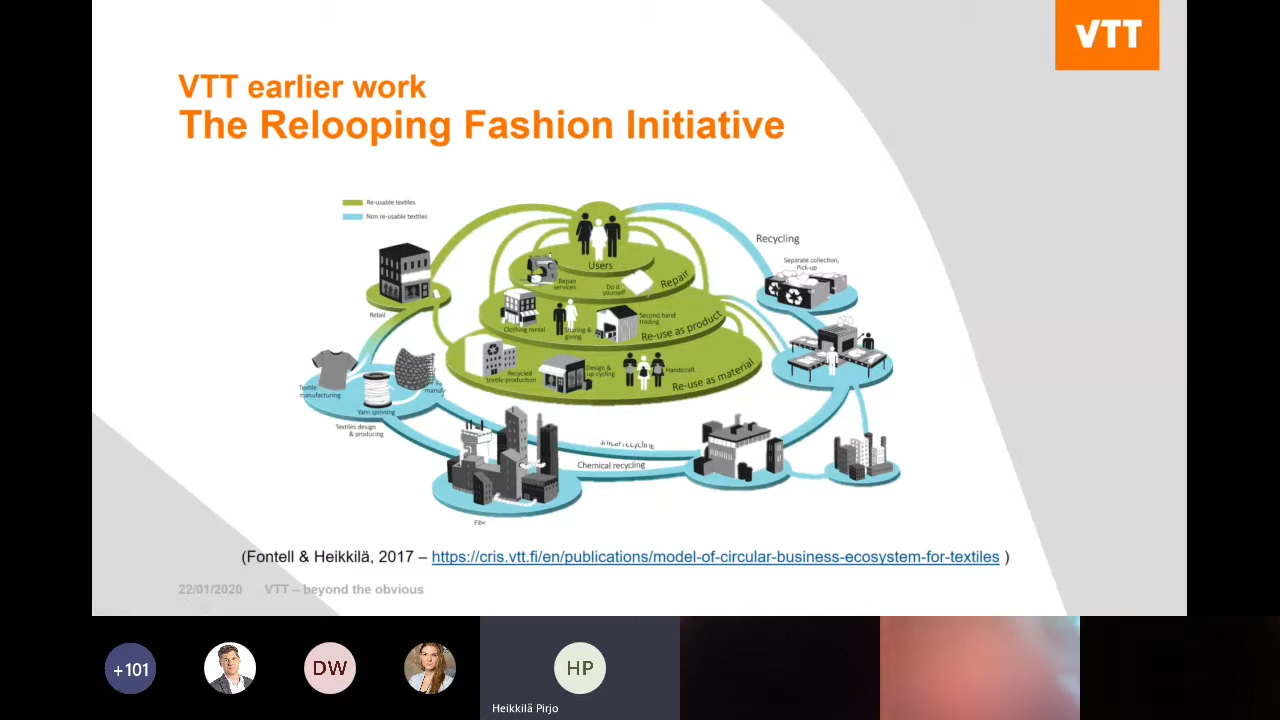 VTT
VTT earlier work
The Relooping Fashion Initiative
Re-usable textiles
Non re-usable textiles
Users
Recycling
Separate collection,
Pick-up
Repair
services
Do it
yourself
Repair
Retail
Clothing rental
Sharing &
giving
Second hand
trading
Re-use as product
Recycled
textile production
Design &
up-cycling
Handicraft
Re-use as material
Textile
manufacturing
Yarn spinning
Textiles design
& producing
Chemical recycling
(Fontell & Heikkilä, 2017 – https://cris.vtt.fi/en/publications/model-of-circular-business-ecosystem-for-textiles )
22/01/2020 VTT – beyond the obvious
+101
DW
HP
Heikkilä Pirjo